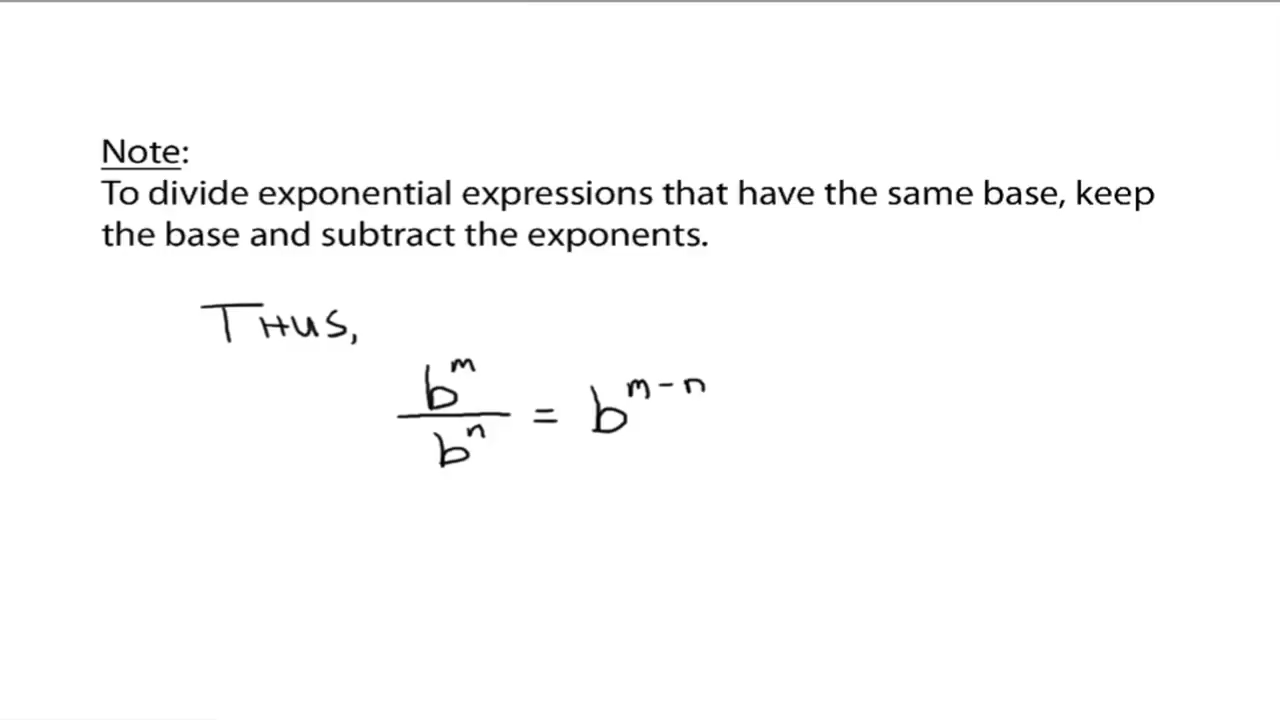 Note:
To divide exponential expressions that have the same base, keep
the base and subtract the exponents.
THUS,
b^m / b^n = b^(m-n)